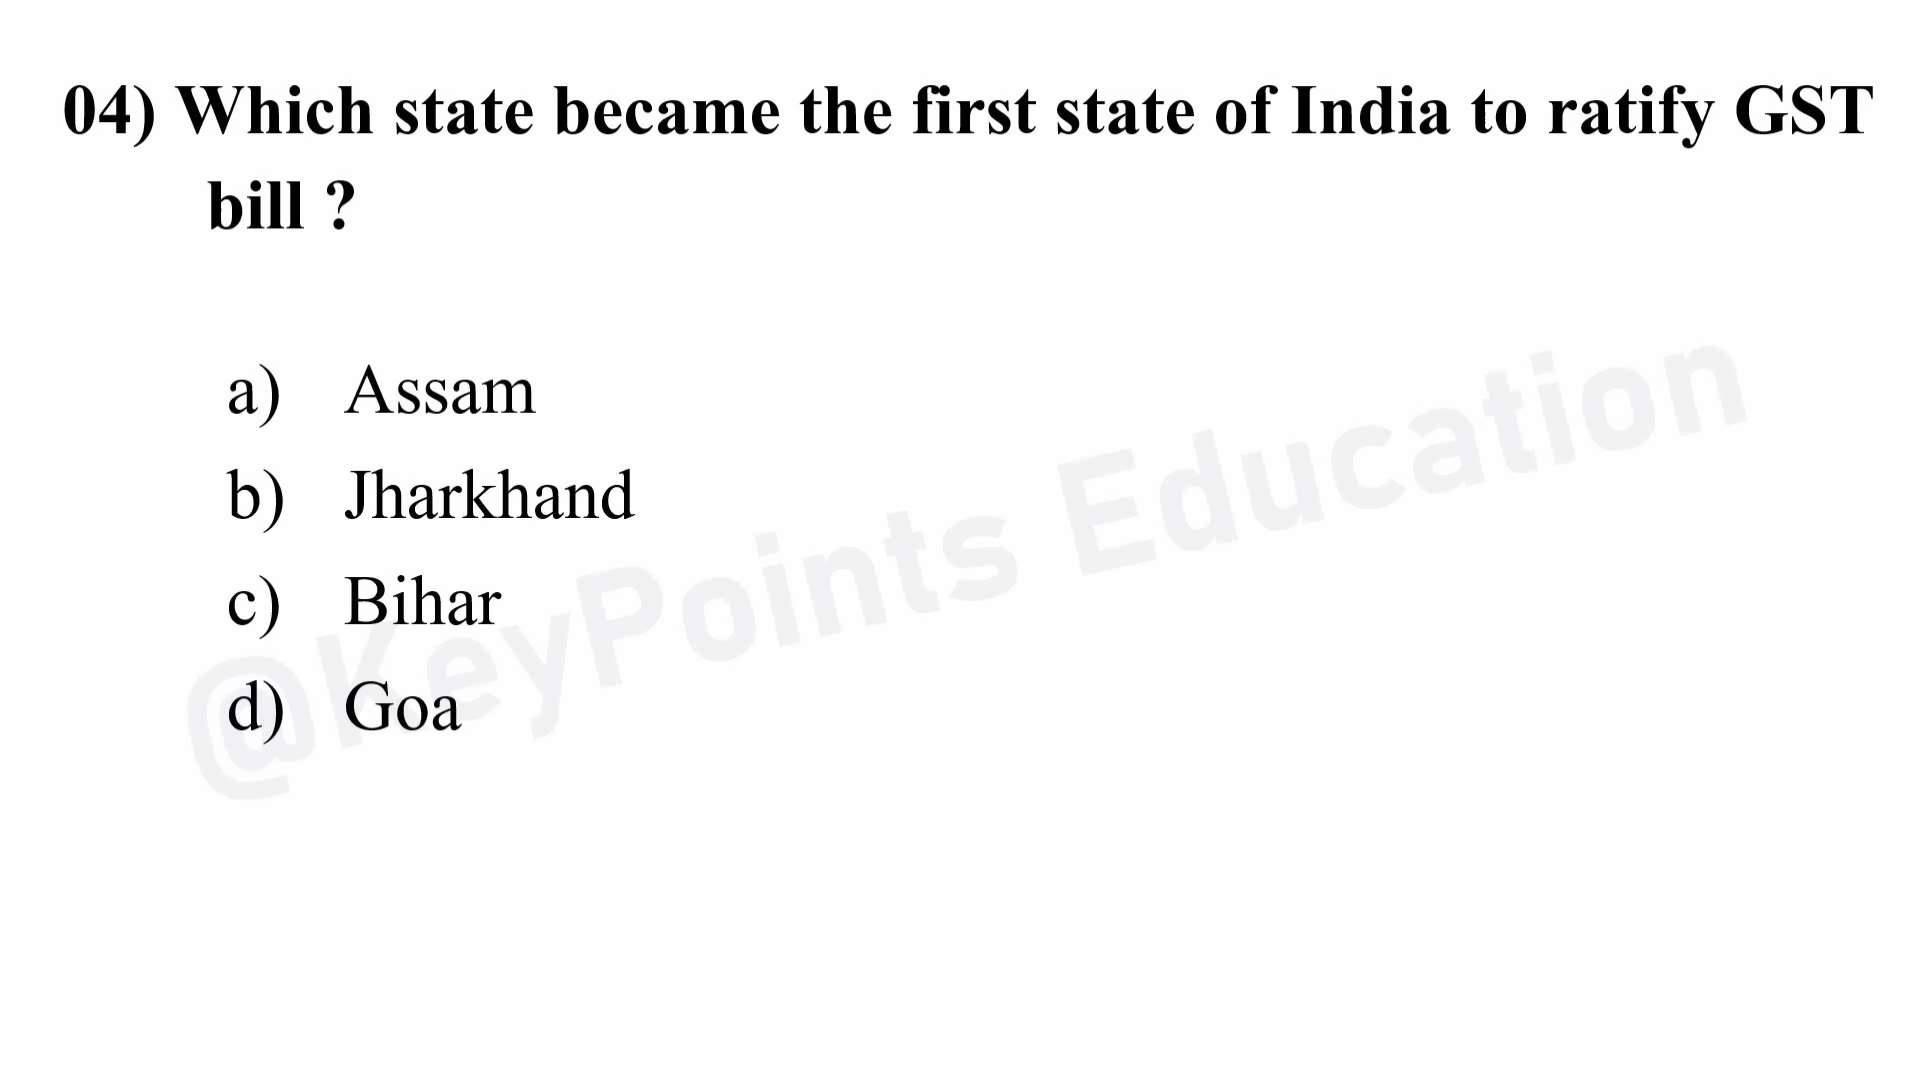 04) Which state became the first state of India to ratify GST
bill ?
a) Assam
b) Jharkhand
c) Bihar
d) Goa
@KeyPoints Education